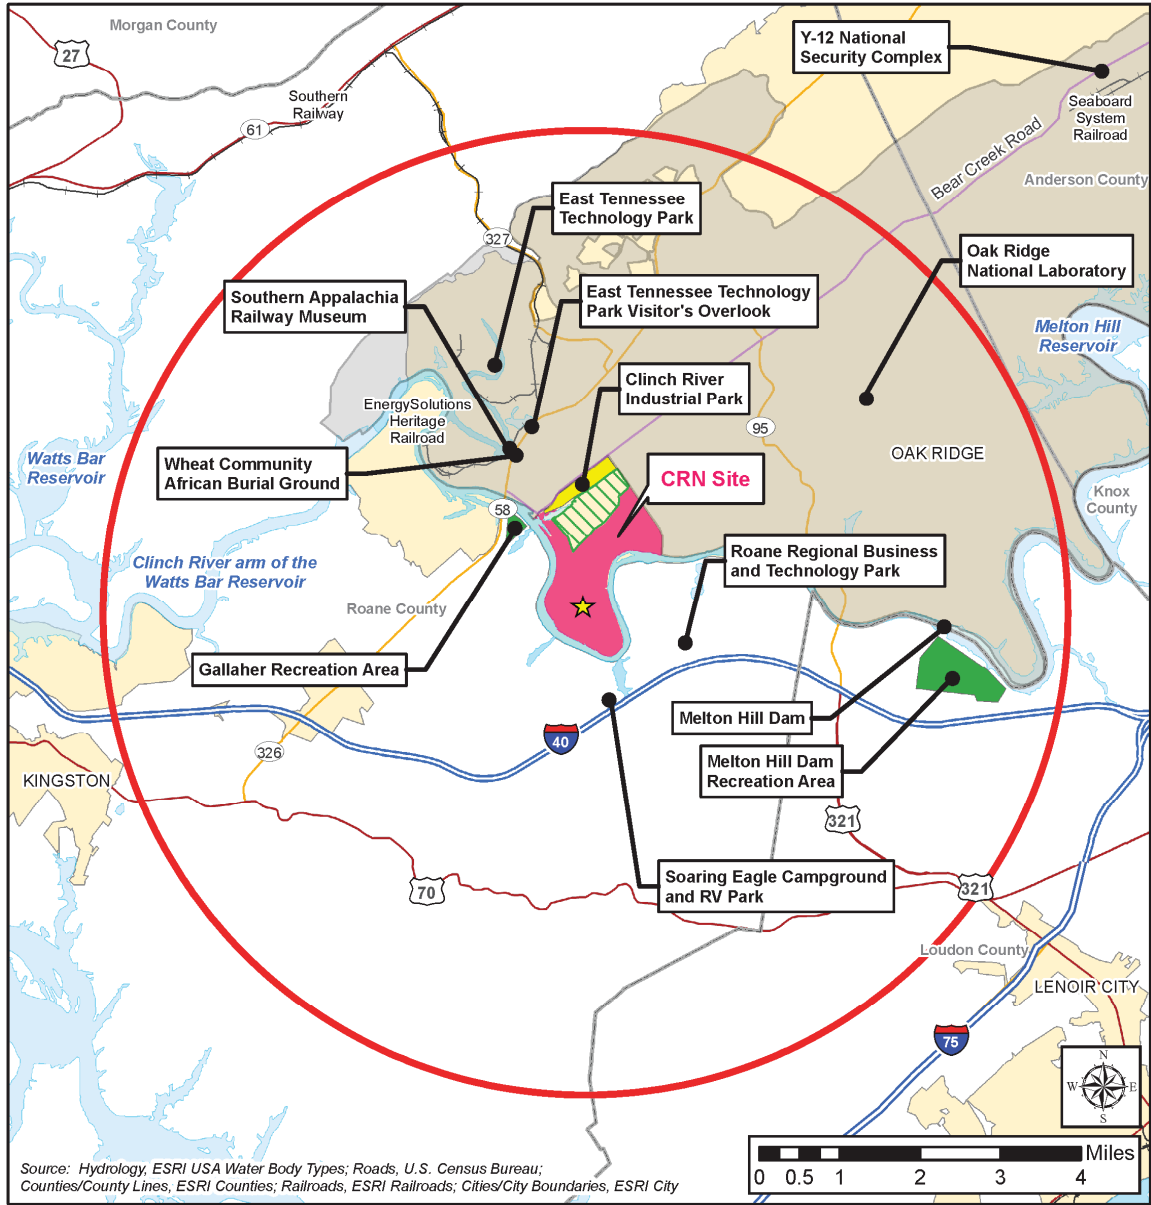 Morgan County
27
Southern
Railway
61
Y-12 National
Security Complex
Seaboard
System
Railroad
Bear Creek Road
Anderson County
East Tennessee
Technology Park
327
Oak Ridge
National Laboratory
Southern Appalachia
Railway Museum
East Tennessee Technology
Park Visitor's Overlook
Melton Hill
Reservoir
Clinch River
Industrial Park
EnergySolutions
Heritage
Railroad
95
OAK RIDGE
Watts Bar
Reservoir
Wheat Community
African Burial Ground
CRN Site
Knox
County
58
Clinch River arm of the
Watts Bar Reservoir
Roane Regional Business
and Technology Park
Roane County
Gallaher Recreation Area
Melton Hill Dam
40
326
Melton Hill Dam
Recreation Area
KINGSTON
321
70
Soaring Eagle Campground
and RV Park
321
Loudon County
LENOIR CITY
75
N
W
E
S
Miles
0 0.5 1 2 3 4
Source: Hydrology, ESRI USA Water Body Types; Roads, U.S. Census Bureau;
Counties/County Lines, ESRI Counties; Railroads, ESRI Railroads; Cities/City Boundaries, ESRI City